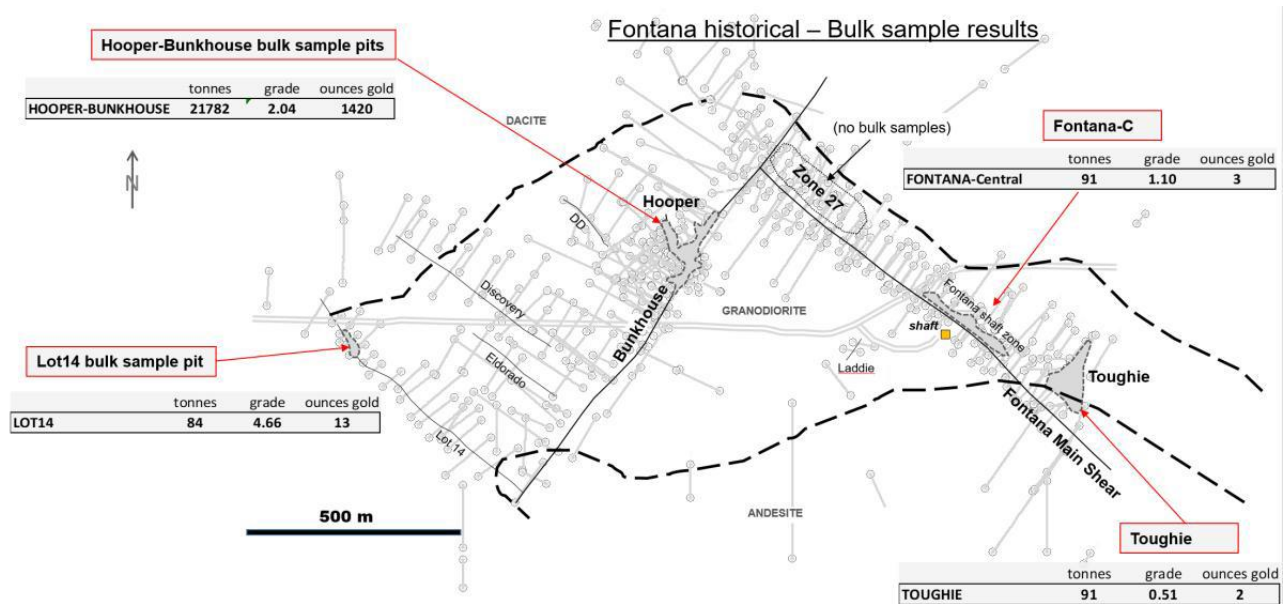 Fontana historical – Bulk sample results
Hooper-Bunkhouse bulk sample pits
tonnes grade ounces gold
HOOPER-BUNKHOUSE 21782 2.04 1420
N
DACITE
(no bulk samples)
Zone 27
Fontana-C
tonnes grade ounces gold
FONTANA-Central 91 1.10 3
Hooper
DD
Discovery
Bunkhouse
GRANODIORITE
Fontana shaft zone
shaft
Laddie
Eldorado
Lot14 bulk sample pit
tonnes grade ounces gold
LOT14 84 4.66 13
Lot 14
Toughie
Fontana Main Shear
500 m
ANDESITE
Toughie
tonnes grade ounces gold
TOUGHIE 91 0.51 2